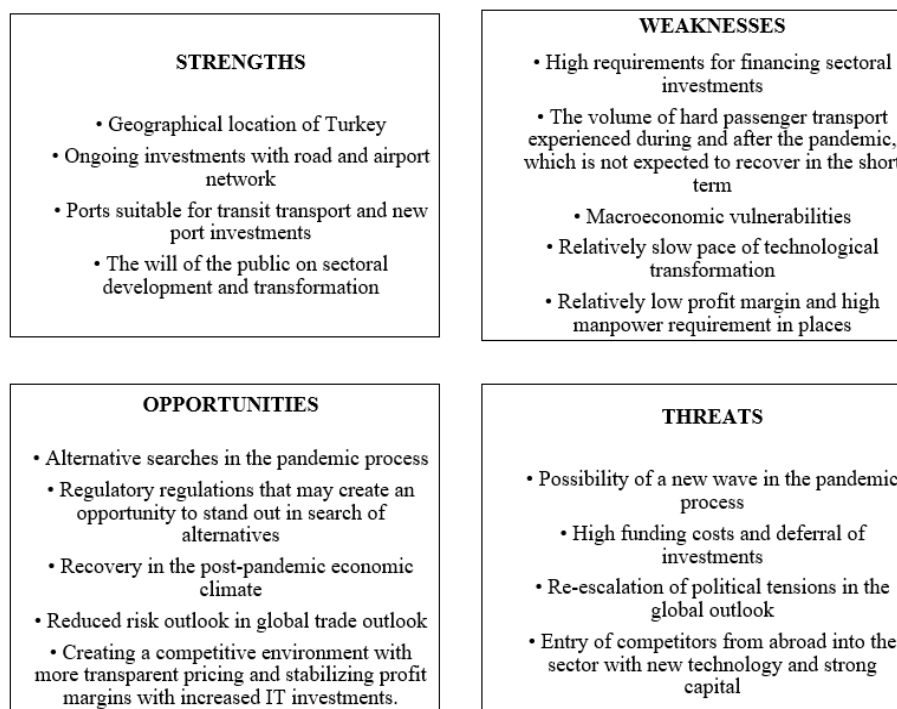 STRENGTHS
• Geographical location of Turkey
• Ongoing investments with road and airport
network
• Ports suitable for transit transport and new
port investments
• The will of the public on sectoral
development and transformation
WEAKNESSES
• High requirements for financing sectoral
investments
• The volume of hard passenger transport
experienced during and after the pandemic,
which is not expected to recover in the short
term
• Macroeconomic vulnerabilities
• Relatively slow pace of technological
transformation
• Relatively low profit margin and high
manpower requirement in places
OPPORTUNITIES
• Alternative searches in the pandemic process
• Regulatory regulations that may create an
opportunity to stand out in search of
alternatives
• Recovery in the post-pandemic economic
climate
• Reduced risk outlook in global trade outlook
• Creating a competitive environment with
more transparent pricing and stabilizing profit
margins with increased IT investments.
THREATS
• Possibility of a new wave in the pandemic
process
• High funding costs and deferral of
investments
• Re-escalation of political tensions in the
global outlook
• Entry of competitors from abroad into the
sector with new technology and strong
capital